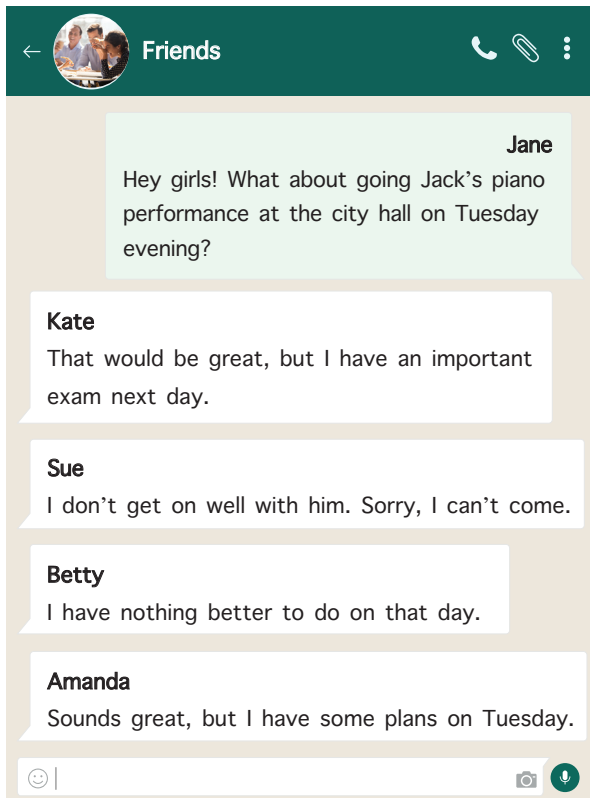 Friends
Jane
Hey girls! What about going Jack’s piano
performance at the city hall on Tuesday
evening?
Kate
That would be great, but I have an important
exam next day.
Sue
I don’t get on well with him. Sorry, I can’t come.
Betty
I have nothing better to do on that day.
Amanda
Sounds great, but I have some plans on Tuesday.